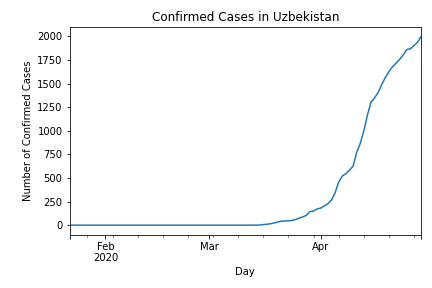 Confirmed Cases in Uzbekistan
2000
1750
1500
1250
1000
750
500
250
0
Number of Confirmed Cases
Feb
2020
Mar
Apr
Day